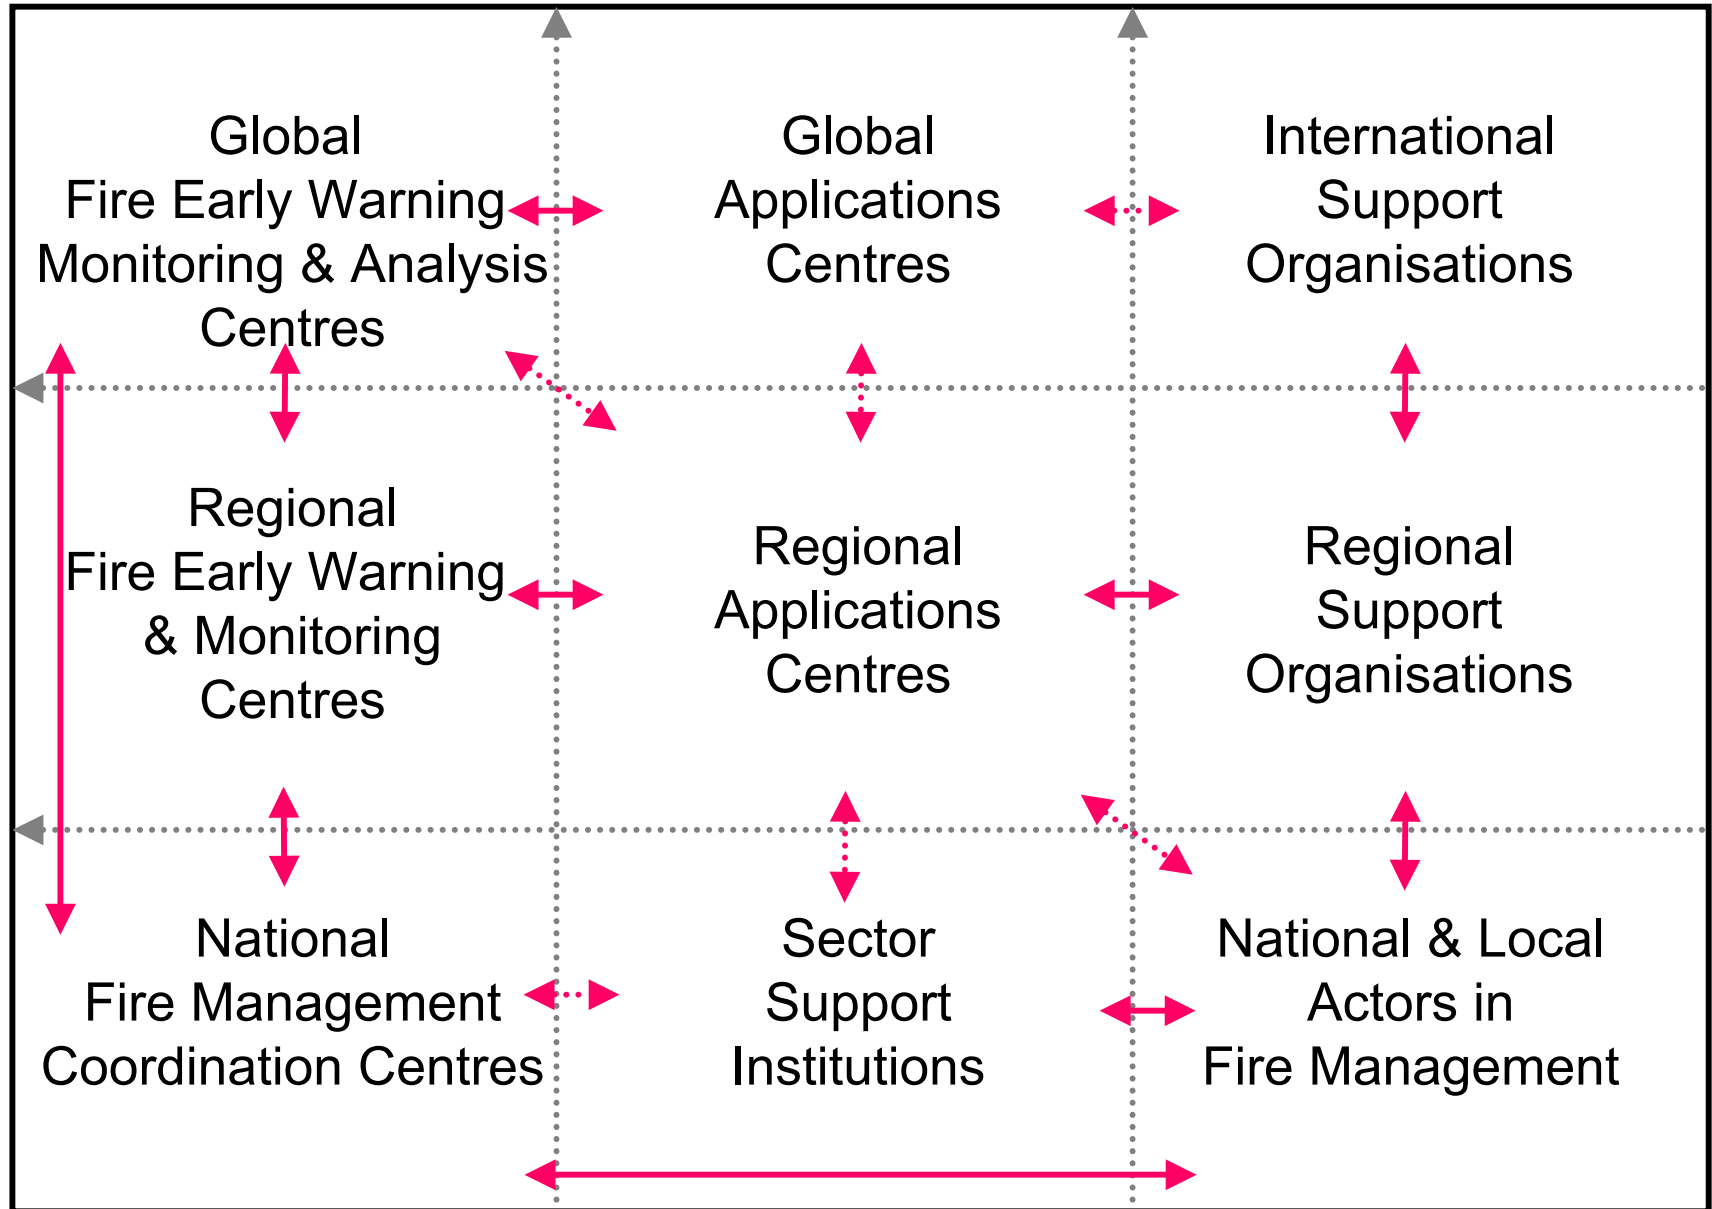 Global
Fire Early Warning
Monitoring & Analysis
Centres
Global
Applications
Centres
International
Support
Organisations
Regional
Fire Early Warning
& Monitoring
Centres
Regional
Applications
Centres
Regional
Support
Organisations
National
Fire Management
Coordination Centres
Sector
Support
Institutions
National & Local
Actors in
Fire Management